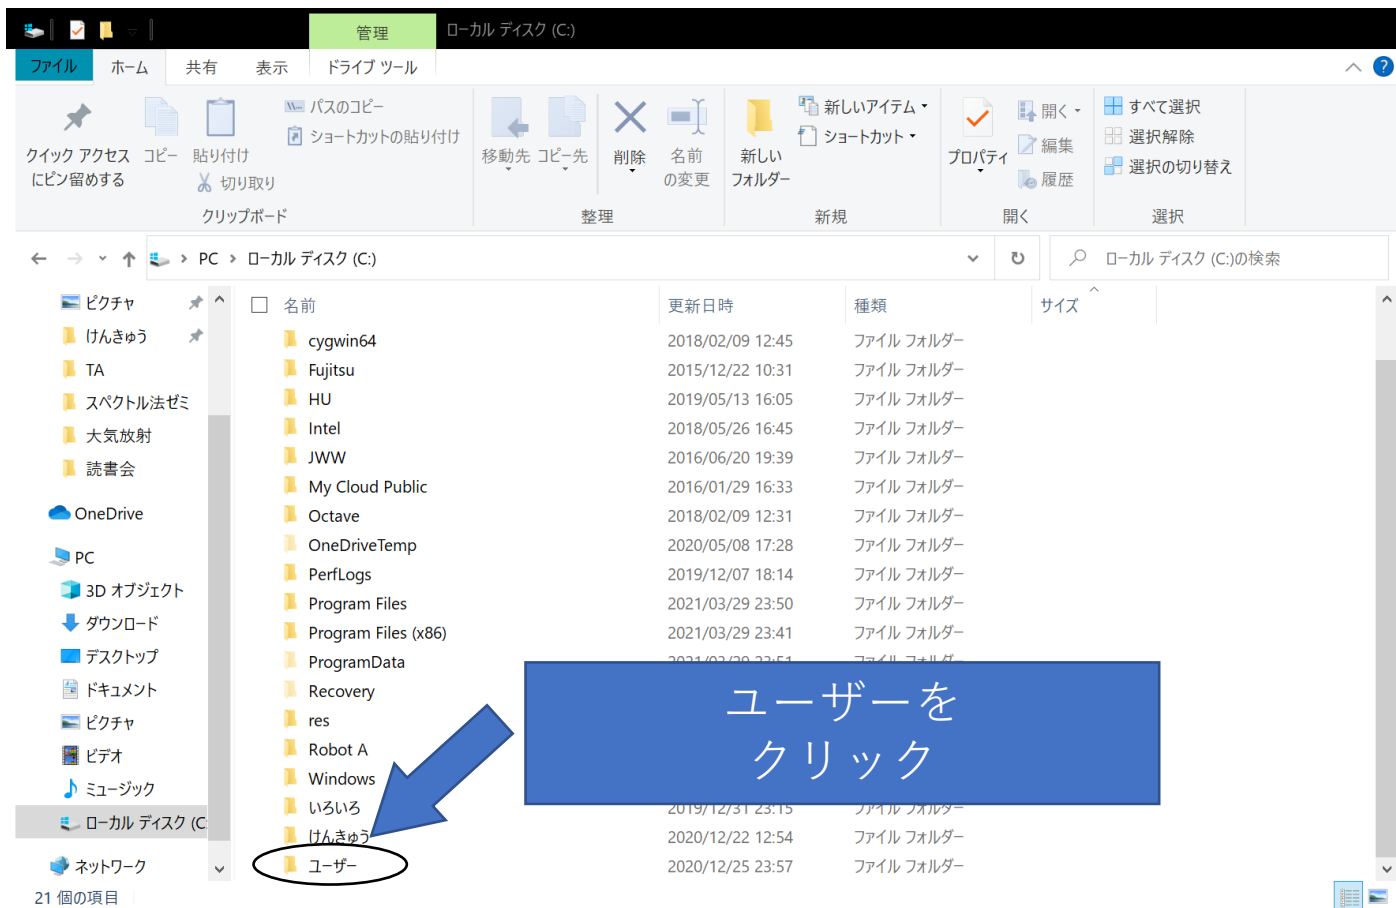 管理
ローカル ディスク (C:)
ファイル ホーム 共有 表示 ドライブ ツール
クイック アクセス
にピン留めする
コピー
貼り付け
パスのコピー
ショートカットの貼り付け
切り取り
クリップボード
移動先
コピー先
削除
名前
の変更
整理
新しい
フォルダー
新しいアイテム
ショートカット
新規
プロパティ
開く
編集
履歴
開く
すべて選択
選択解除
選択の切り替え
選択
PC › ローカル ディスク (C:)
ローカル ディスク (C:)の検索
ピクチャ
けんきゅう
TA
スペクトル法ゼミ
大気放射
読書会
OneDrive
PC
3D オブジェクト
ダウンロード
デスクトップ
ドキュメント
ピクチャ
ビデオ
ミュージック
ローカル ディスク (C:
ネットワーク
名前 更新日時 種類 サイズ
cygwin64 2018/02/09 12:45 ファイル フォルダー
Fujitsu 2015/12/22 10:31 ファイル フォルダー
HU 2019/05/13 16:05 ファイル フォルダー
Intel 2018/05/26 16:45 ファイル フォルダー
JWW 2016/06/20 19:39 ファイル フォルダー
My Cloud Public 2016/01/29 16:33 ファイル フォルダー
Octave 2018/02/09 12:31 ファイル フォルダー
OneDriveTemp 2020/05/08 17:28 ファイル フォルダー
PerfLogs 2019/12/07 18:14 ファイル フォルダー
Program Files 2021/03/29 23:50 ファイル フォルダー
Program Files (x86) 2021/03/29 23:41 ファイル フォルダー
ProgramData 2021/03/29 23:51 ファイル フォルダー
Recovery
res
Robot A
Windows
いろいろ 2019/12/31 23:15 ファイル フォルダー
けんきゅう 2020/12/22 12:54 ファイル フォルダー
ユーザー 2020/12/25 23:57 ファイル フォルダー
ユーザーを
クリック
21 個の項目